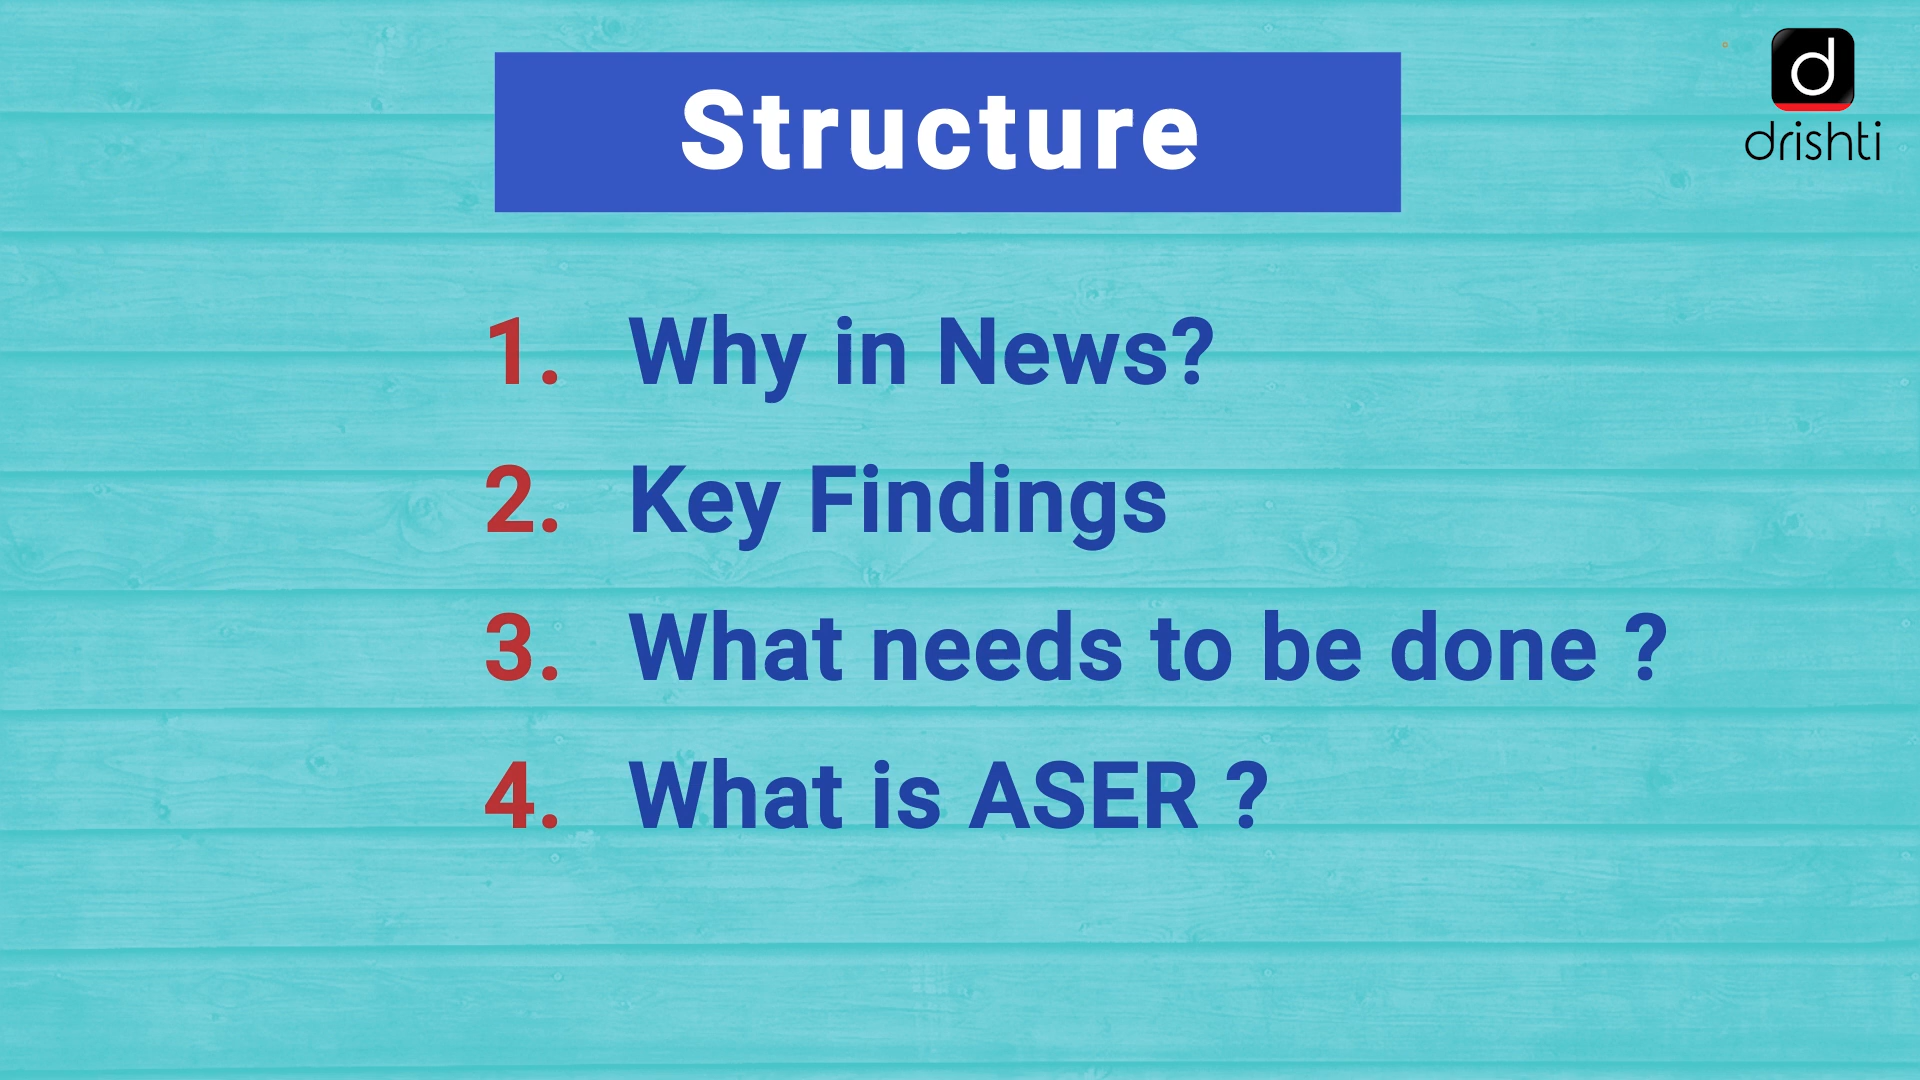 Structure
d
drishti
1. Why in News?
2. Key Findings
3. What needs to be done ?
4. What is ASER ?